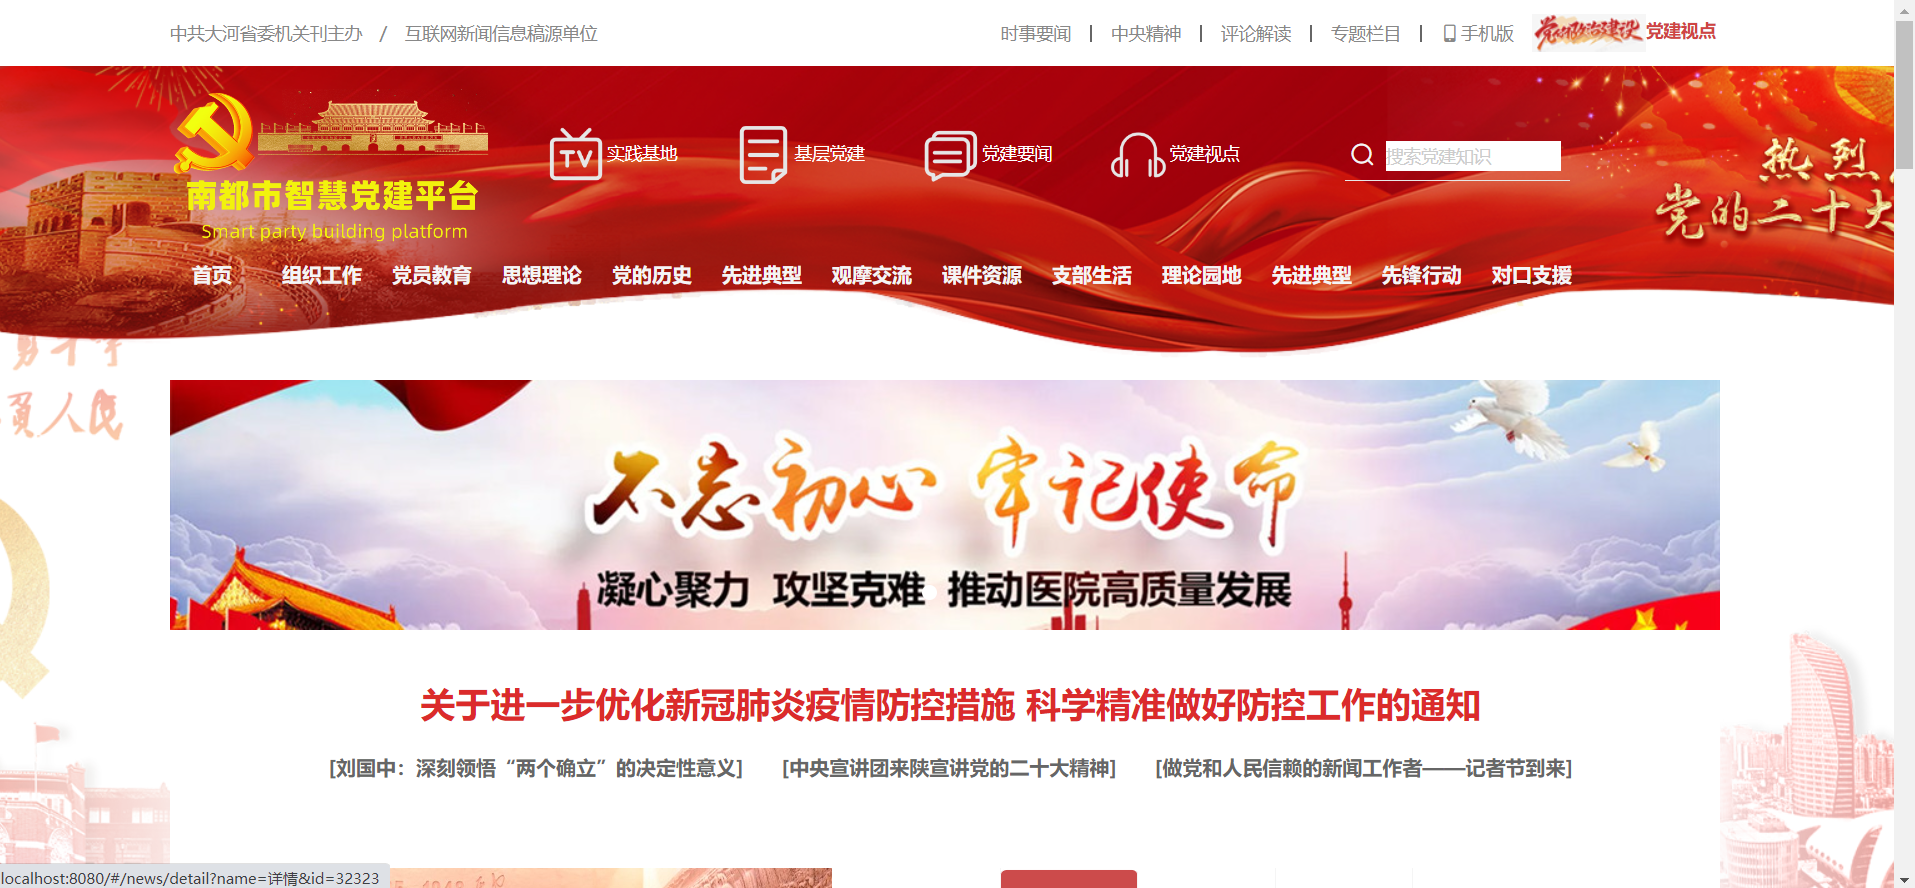 中共大河省委机关刊主办 / 互联网新闻信息稿源单位
时事要闻 | 中央精神 | 评论解读 | 专题栏目 | 手机版 党的政治建设 党建视点
南都市智慧党建平台
Smart party building platform
TV 实践基地 基层党建 党建要闻 党建视点 搜索党建知识
热烈
党的二十大
首页 组织工作 党员教育 思想理论 党的历史 先进典型 观摩交流 课件资源 支部生活 理论园地 先进典型 先锋行动 对口支援
人民
不忘初心 牢记使命
凝心聚力 攻坚克难 推动医院高质量发展
关于进一步优化新冠肺炎疫情防控措施 科学精准做好防控工作的通知
[刘国中：深刻领悟“两个确立”的决定性意义] [中央宣讲团来陕宣讲党的二十大精神] [做党和人民信赖的新闻工作者——记者节到来]
localhost:8080/#/news/detail?name=详情&id=32323